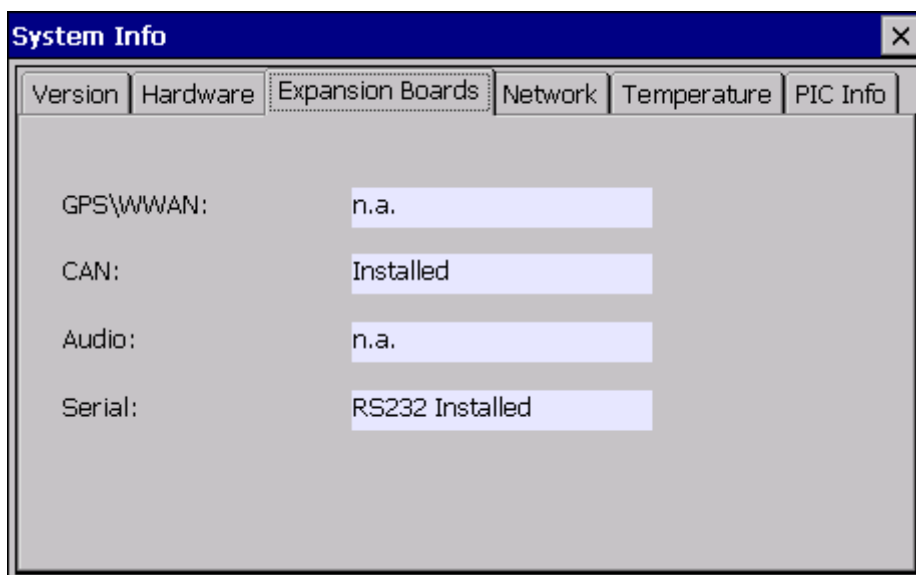 System Info
Version Hardware Expansion Boards Network Temperature PIC Info
GPS\WWAN: n.a.
CAN: Installed
Audio: n.a.
Serial: RS232 Installed